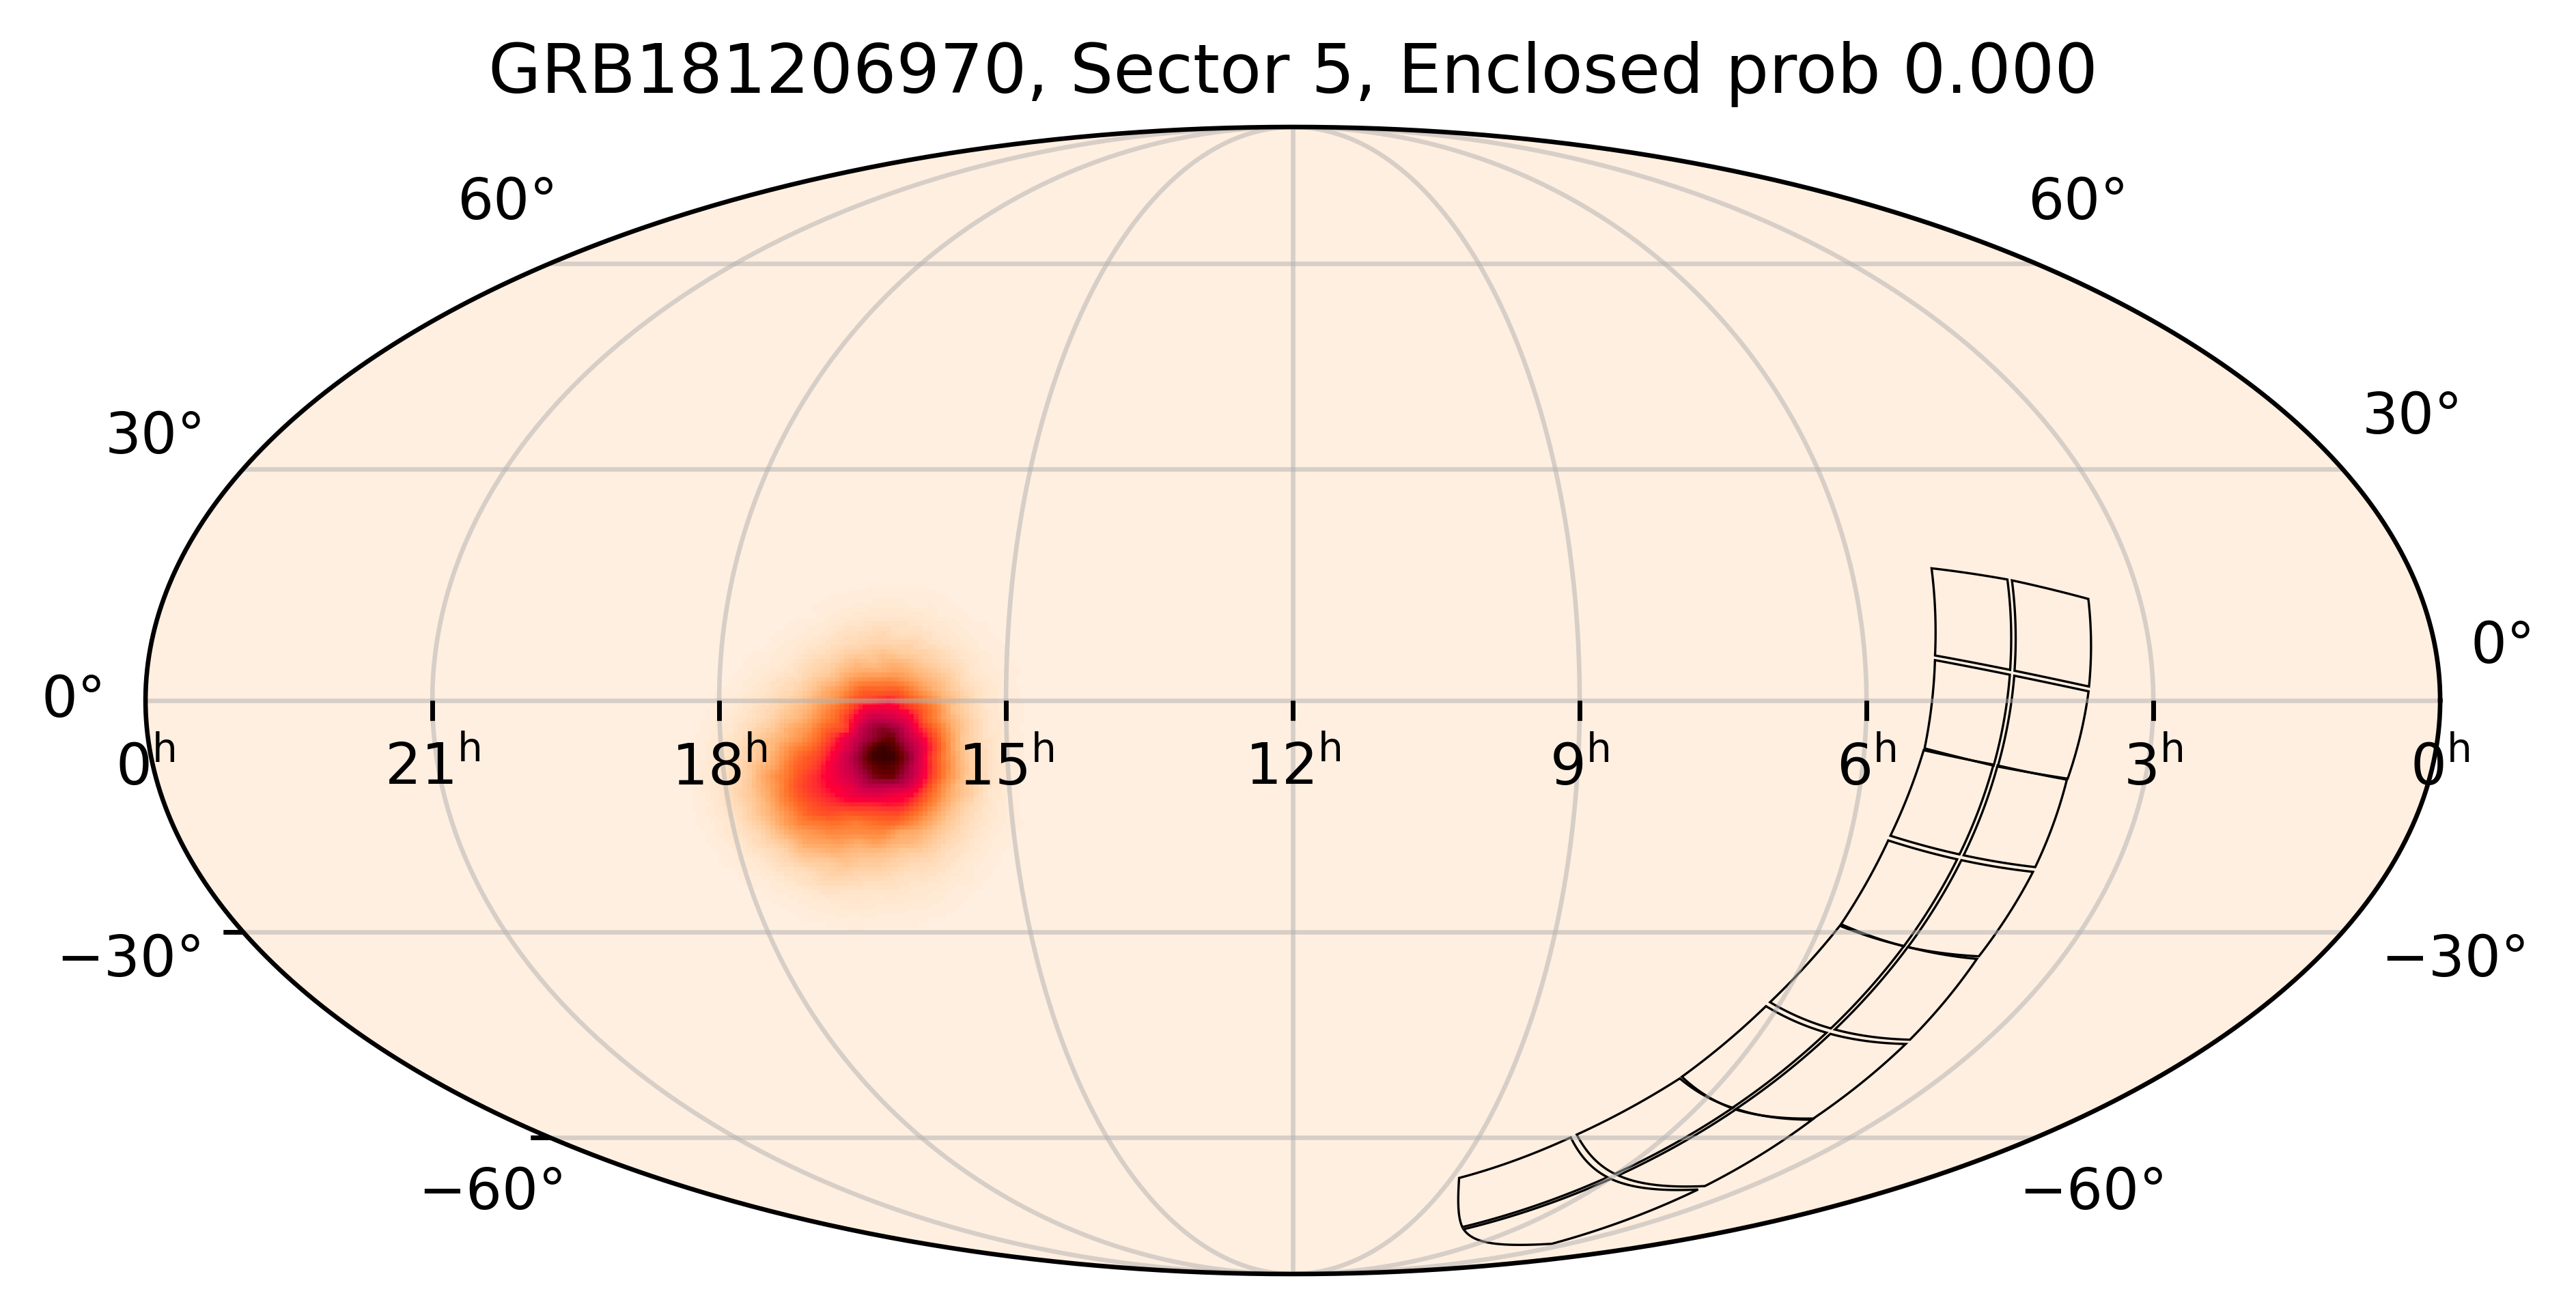 GRB181206970, Sector 5, Enclosed prob 0.000
60° 60°
30° 30°
0° 0°
0h 21h 18h 15h 12h 9h 6h 3h 0h
−30° −30°
−60° −60°